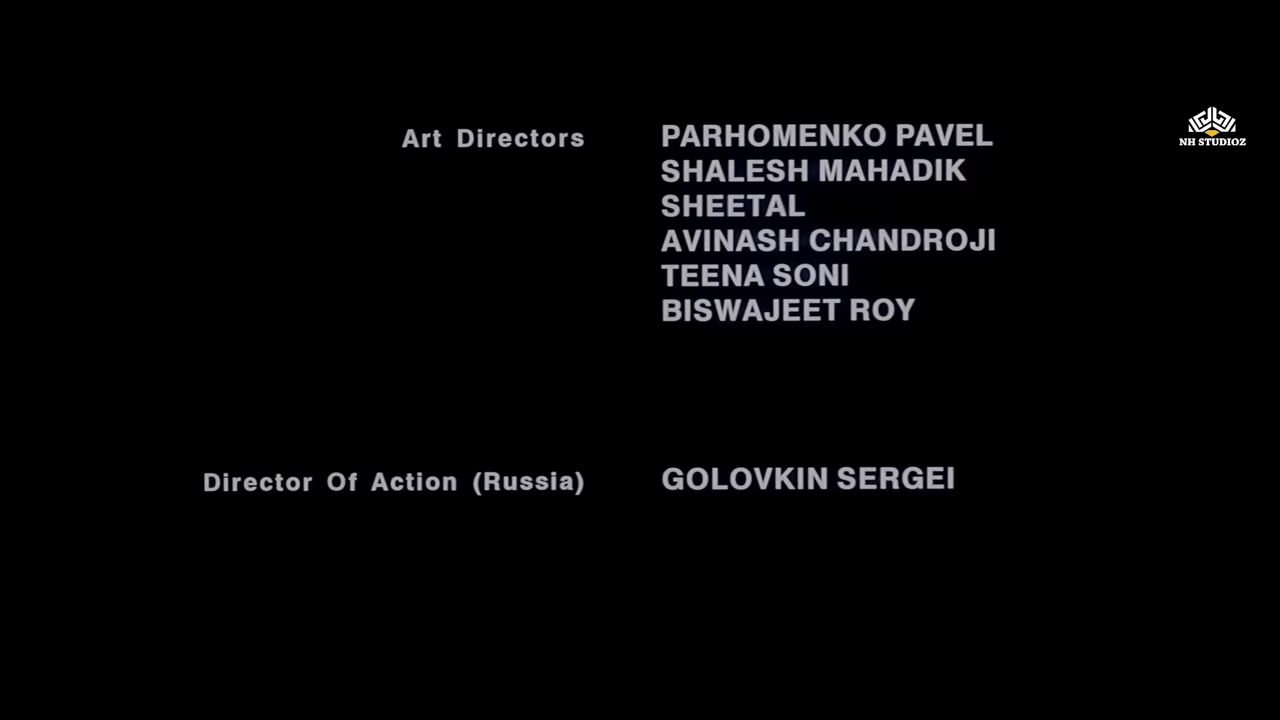 Art Directors PARHOMENKO PAVEL
SHALESH MAHADIK
SHEETAL
AVINASH CHANDROJI
TEENA SONI
BISWAJEET ROY
Director Of Action (Russia) GOLOVKIN SERGEI
NH STUDIOZ